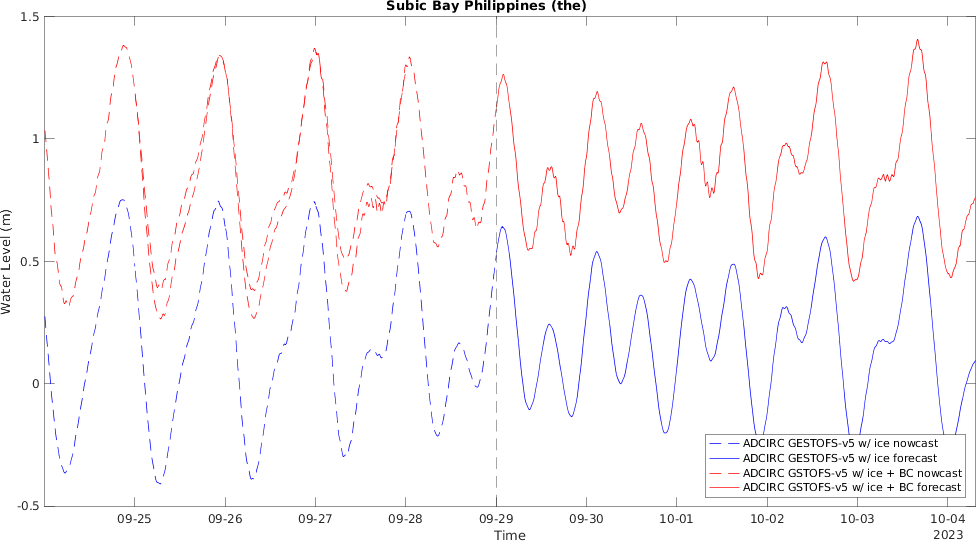 Subic Bay Philippines (the)
1.5
1
0.5
0
-0.5
Water Level (m)
ADCIRC GESTOFS-v5 w/ ice nowcast
ADCIRC GESTOFS-v5 w/ ice forecast
ADCIRC GSTOFS-v5 w/ ice + BC nowcast
ADCIRC GSTOFS-v5 w/ ice + BC forecast
09-25 09-26 09-27 09-28 09-29 09-30 10-01 10-02 10-03 10-04
2023
Time